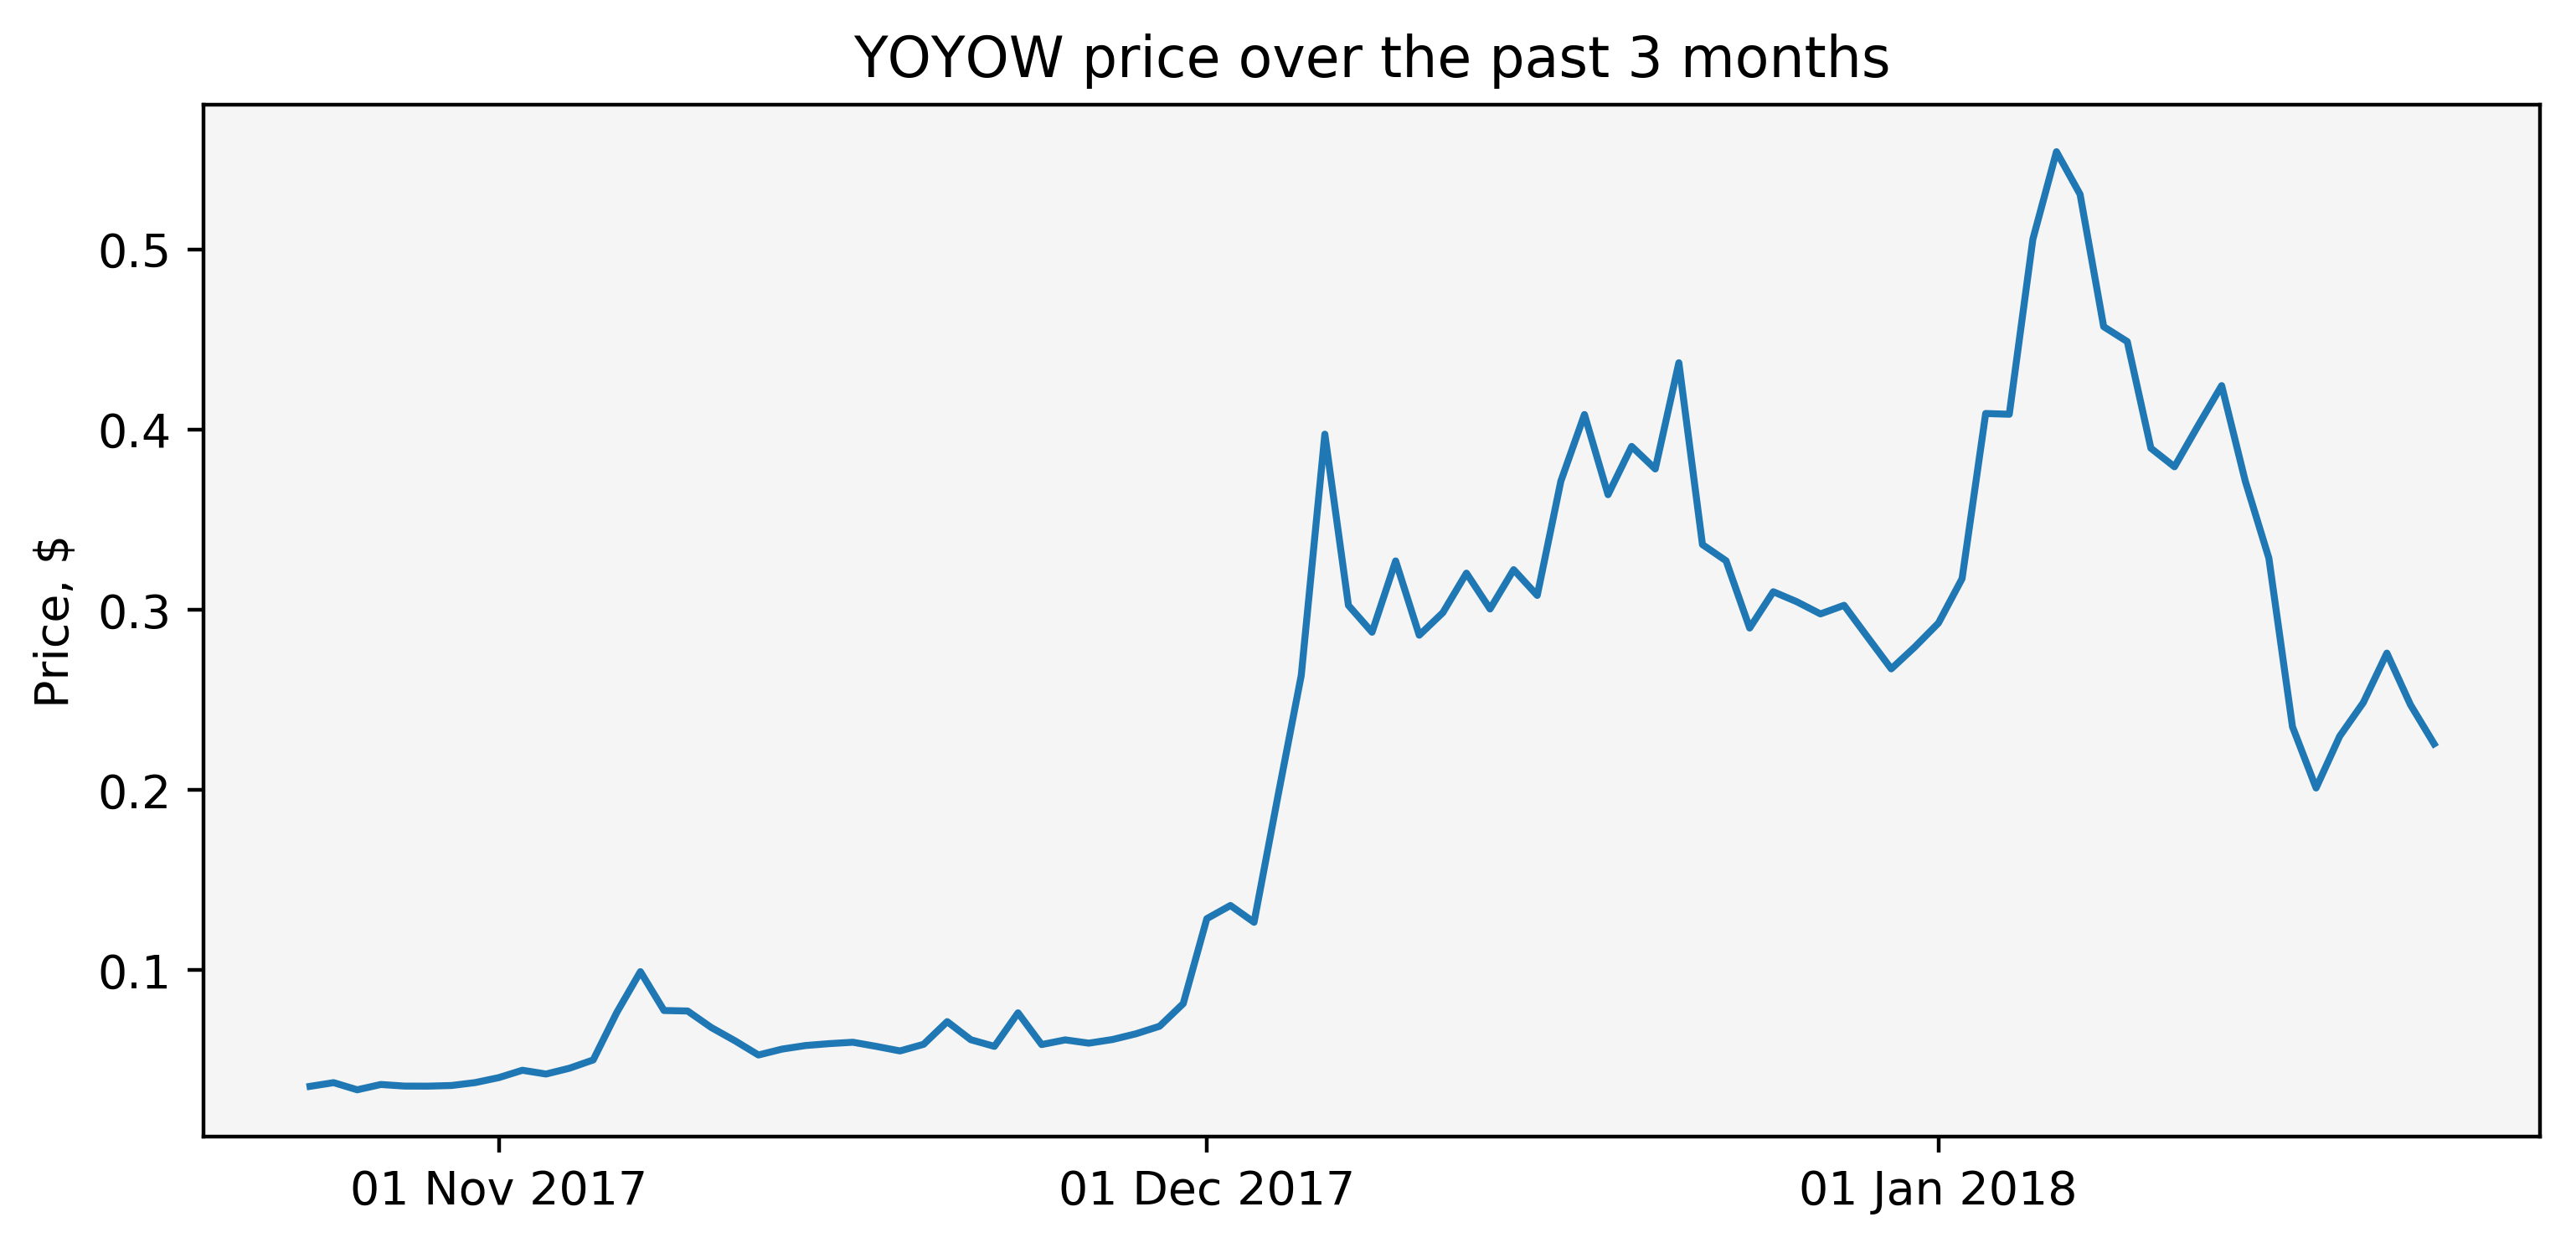 YOYOW price over the past 3 months
Price, $
0.5
0.4
0.3
0.2
0.1
01 Nov 2017
01 Dec 2017
01 Jan 2018